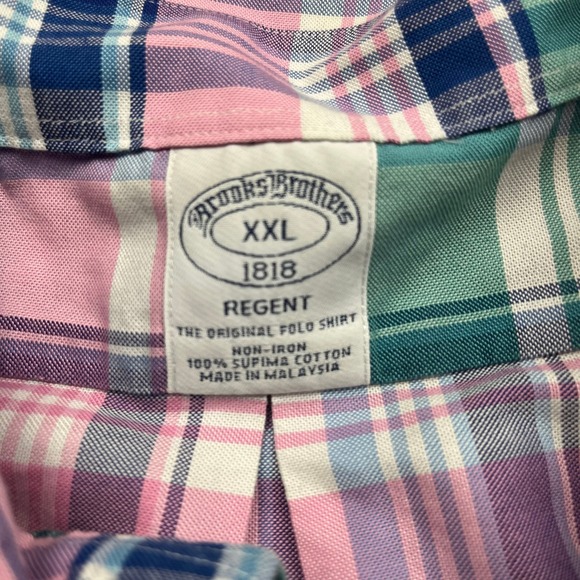 Brooks Brothers
XXL
1818
REGENT
THE ORIGINAL POLO SHIRT
NON-IRON
100% SUPIMA COTTON
MADE IN MALAYSIA